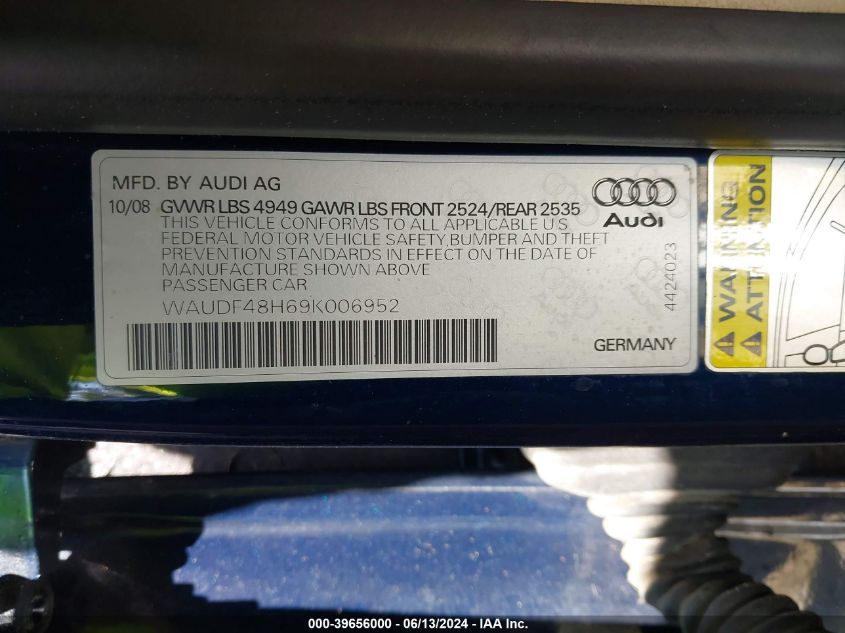 MFD. BY AUDI AG
10/08 GVWR LBS 4949 GAWR LBS FRONT 2524/REAR 2535
THIS VEHICLE CONFORMS TO ALL APPLICABLE U.S.
FEDERAL MOTOR VEHICLE SAFETY,BUMPER AND THEFT
PREVENTION STANDARDS IN EFFECT ON THE DATE OF
MANUFACTURE SHOWN ABOVE
PASSENGER CAR
WAUDF48H69K006952
Audi
4424023
GERMANY
WARNING
ATTENTION
000-39656000 - 06/13/2024 - IAA Inc.